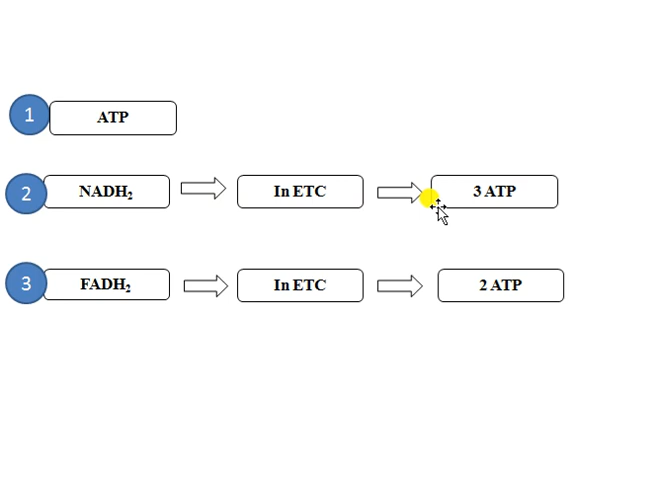 1 ATP
2 NADH₂ In ETC 3 ATP
3 FADH₂ In ETC 2 ATP